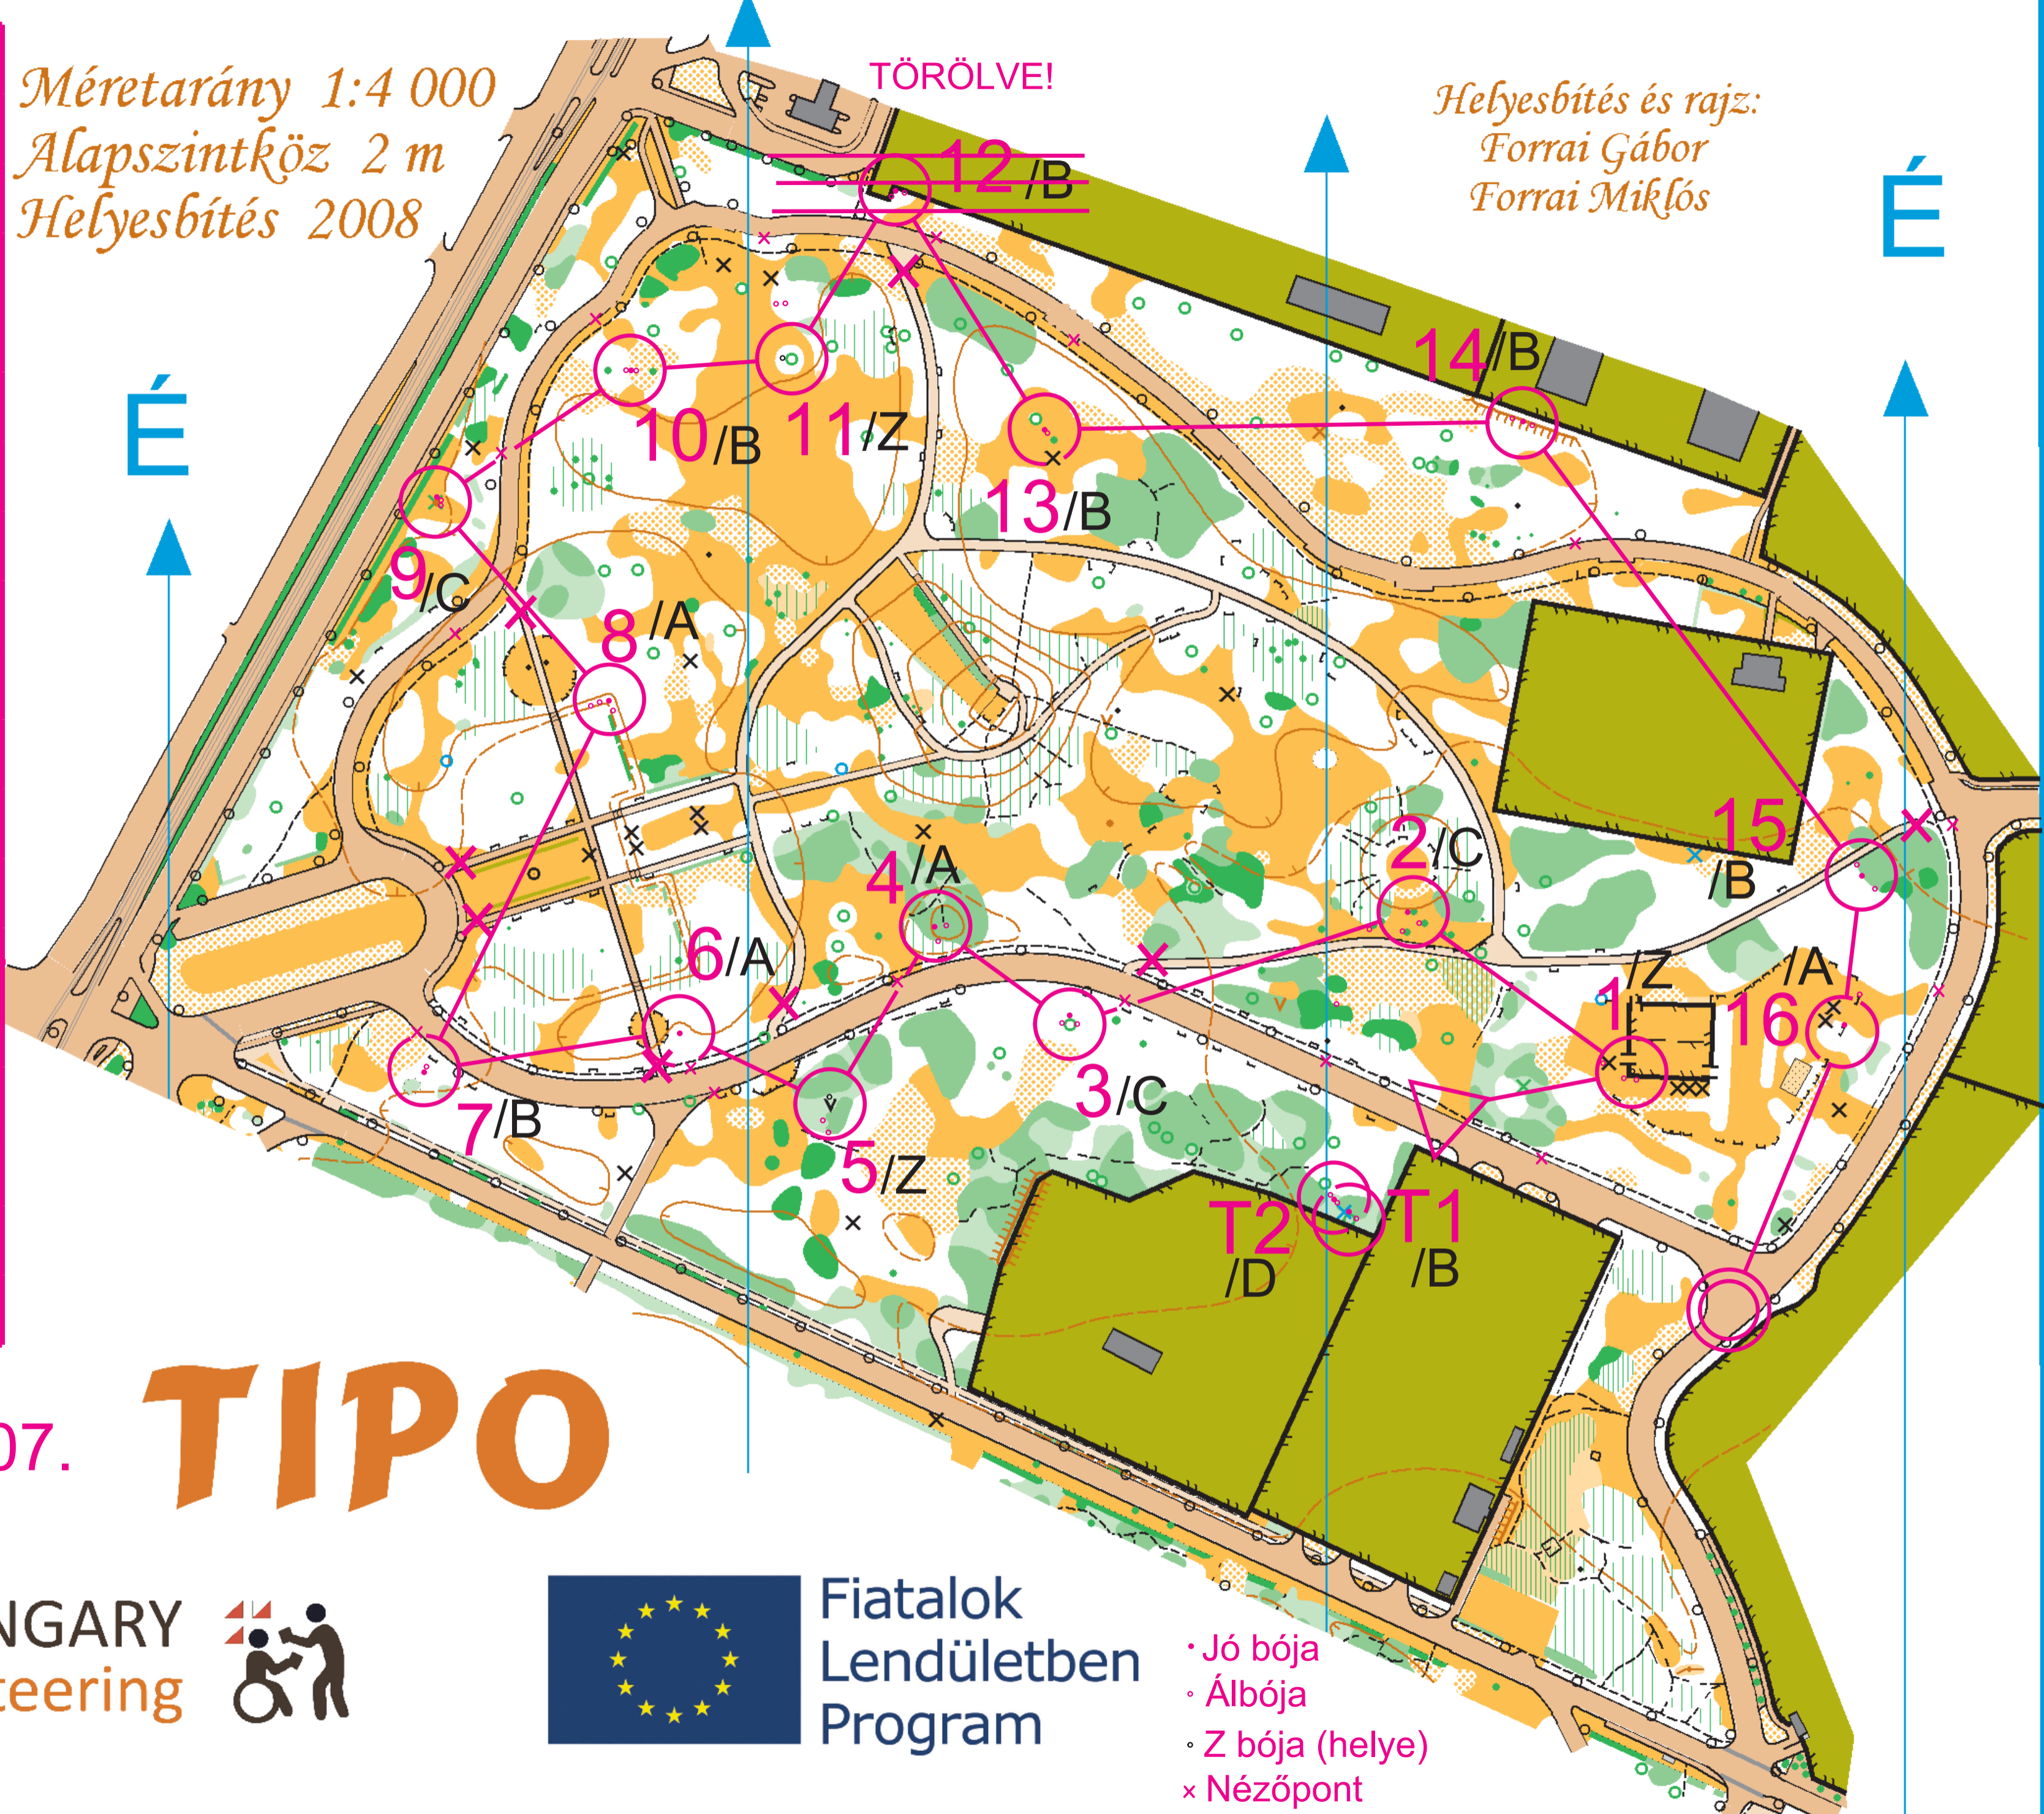 Méretarány 1:4 000
Alapszintköz 2 m
Helyesbítés 2008
TÖRÖLVE!
Helyesbítés és rajz:
Forrai Gábor
Forrai Miklós
É
É
12/B
14/B
10/B
11/Z
13/B
9/C
8/A
15/B
2/C
4/A
6/A
1/Z
/A
16
3/C
7/B
5/Z
T2/D
T1/B
07.
TIPO
NGARY
teering
Fiatalok
Lendületben
Program
Jó bója
Álbója
Z bója (helye)
Nézőpont